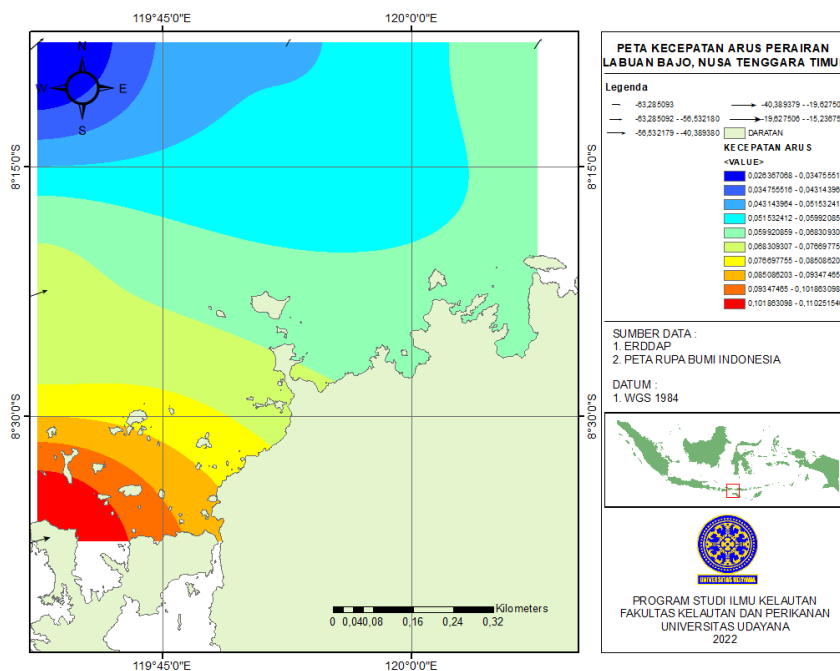 119°45'0"E 120°0'0"E
N
W E
S
8°15'0"S 8°15'0"S
8°30'0"S 8°30'0"S
Kilometers
0 0,040,08 0,16 0,24 0,32
119°45'0"E 120°0'0"E
PETA KECEPATAN ARUS PERAIRAN
LABUAN BAJO, NUSA TENGGARA TIMU
Legenda
-63,285093
-63,285092 - -56,532180
-56,532179 - -40,389380
-40,389379 - -19,62750
-19,627506 - -15,23675
DARATAN
KECEPATAN ARUS
<VALUE>
0,026367068 - 0,03475551
0,034755516 - 0,04314396
0,043143964 - 0,05153241
0,051532412 - 0,05992085
0,059920859 - 0,06830930
0,068309307 - 0,07669775
0,076697755 - 0,08508620
0,085086203 - 0,09347465
0,09347465 - 0,101863098
0,101863098 - 0,11025154
SUMBER DATA :
1. ERDDAP
2. PETA RUPA BUMI INDONESIA
DATUM :
1. WGS 1984
UNIVERSITAS UDAYANA
PROGRAM STUDI ILMU KELAUTAN
FAKULTAS KELAUTAN DAN PERIKANAN
UNIVERSITAS UDAYANA
2022